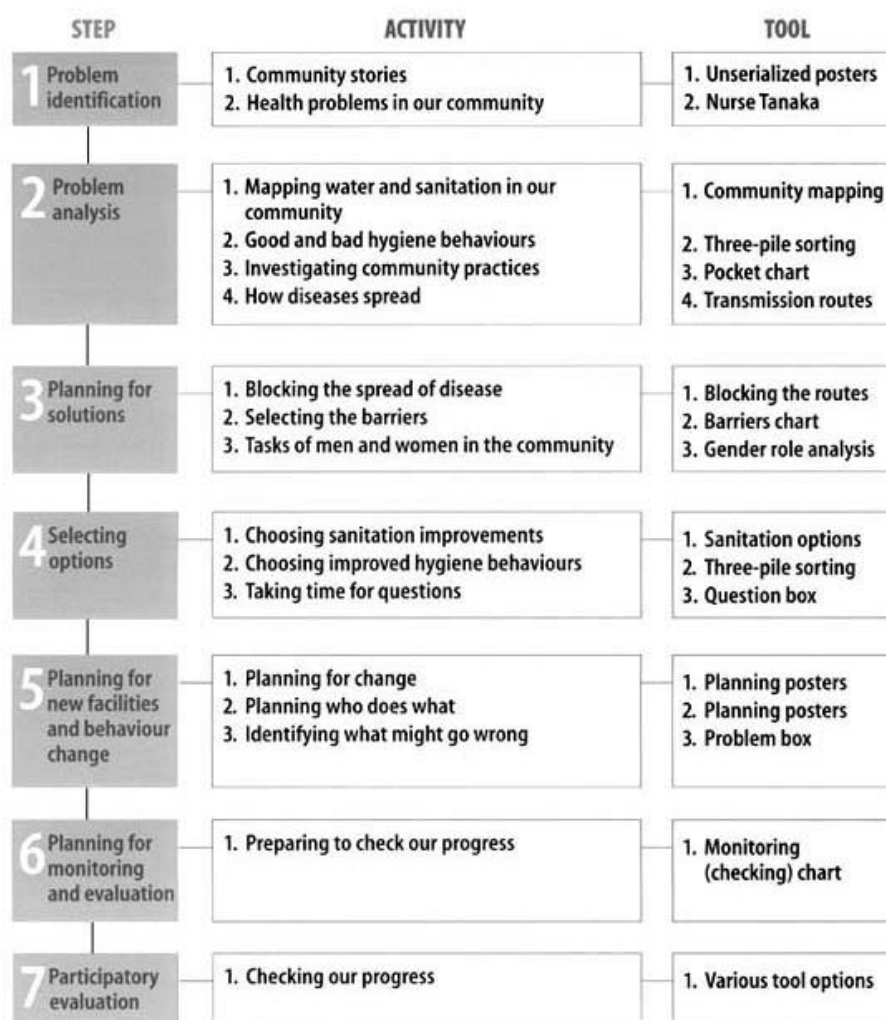 STEP ACTIVITY TOOL
1 Problem
identification
1. Community stories
2. Health problems in our community
1. Unserialized posters
2. Nurse Tanaka
2 Problem
analysis
1. Mapping water and sanitation in our
community
2. Good and bad hygiene behaviours
3. Investigating community practices
4. How diseases spread
1. Community mapping
2. Three-pile sorting
3. Pocket chart
4. Transmission routes
3 Planning for
solutions
1. Blocking the spread of disease
2. Selecting the barriers
3. Tasks of men and women in the community
1. Blocking the routes
2. Barriers chart
3. Gender role analysis
4 Selecting
options
1. Choosing sanitation improvements
2. Choosing improved hygiene behaviours
3. Taking time for questions
1. Sanitation options
2. Three-pile sorting
3. Question box
5 Planning for
new facilities
and behaviour
change
1. Planning for change
2. Planning who does what
3. Identifying what might go wrong
1. Planning posters
2. Planning posters
3. Problem box
6 Planning for
monitoring
and evaluation
1. Preparing to check our progress
1. Monitoring
(checking) chart
7 Participatory
evaluation
1. Checking our progress
1. Various tool options